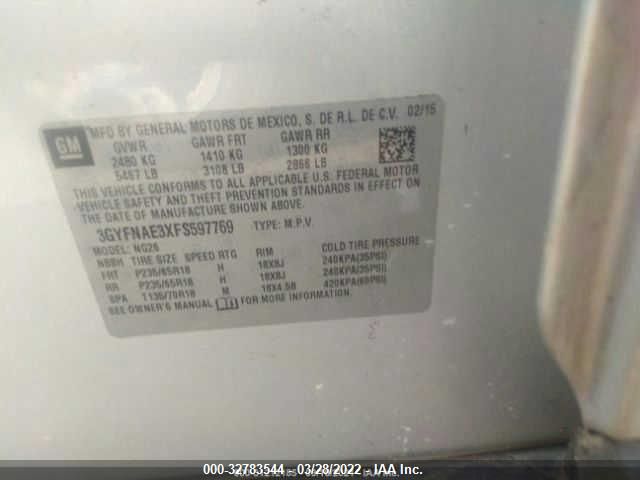 GM
MFD BY GENERAL MOTORS DE MEXICO, S. DE R.L. DE C.V. 02/15
GVWR GAWR FRT GAWR RR
2480 KG 1410 KG 1300 KG
5467 LB 3108 LB 2866 LB
THIS VEHICLE CONFORMS TO ALL APPLICABLE U.S. FEDERAL MOTOR
VEHICLE SAFETY AND THEFT PREVENTION STANDARDS IN EFFECT ON
THE DATE OF MANUFACTURE SHOWN ABOVE.
3GYFNAE3XFS597769 TYPE: M.P.V.
MODEL: NG26
NBBH TIRE SIZE SPEED RTG RIM COLD TIRE PRESSURE
FRT P235/65R18 H 18X8J 240KPA(35PSI)
RR P235/65R18 H 18X8J 240KPA(35PSI)
SPA T135/70R18 M 18X4.5B 420KPA(60PSI)
SEE OWNER'S MANUAL FOR MORE INFORMATION.
000-32783544 - 03/28/2022 - IAA Inc.